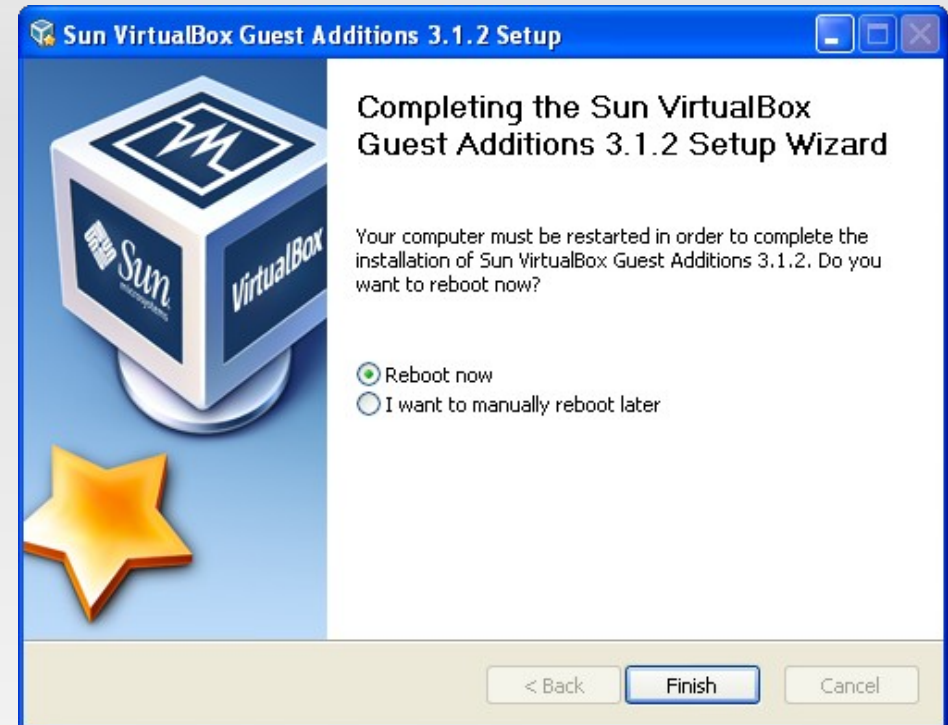 Sun VirtualBox Guest Additions 3.1.2 Setup
Completing the Sun VirtualBox
Guest Additions 3.1.2 Setup Wizard
Your computer must be restarted in order to complete the
installation of Sun VirtualBox Guest Additions 3.1.2. Do you
want to reboot now?
Reboot now
I want to manually reboot later
Sun
microsystems
VirtualBox
< Back
Finish
Cancel